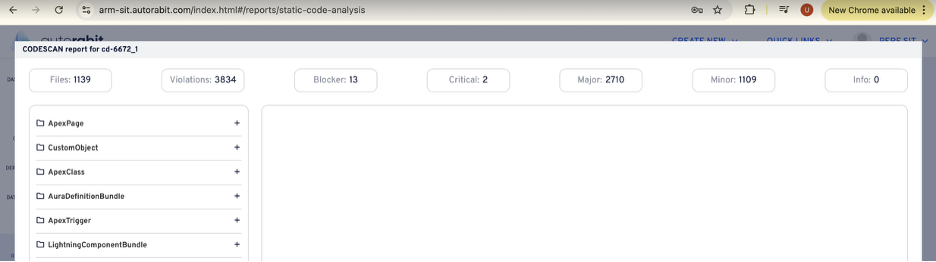 arm-sit.autorabit.com/index.html#/reports/static-code-analysis
U
New Chrome available
autorabit
CREATE NEW
QUICK LINKS
PERF SIT
CODESCAN report for cd-6672_1
Files: 1139
Violations: 3834
Blocker: 13
Critical: 2
Major: 2710
Minor: 1109
Info: 0
ApexPage +
CustomObject +
ApexClass +
AuraDefinitionBundle +
ApexTrigger +
LightningComponentBundle +